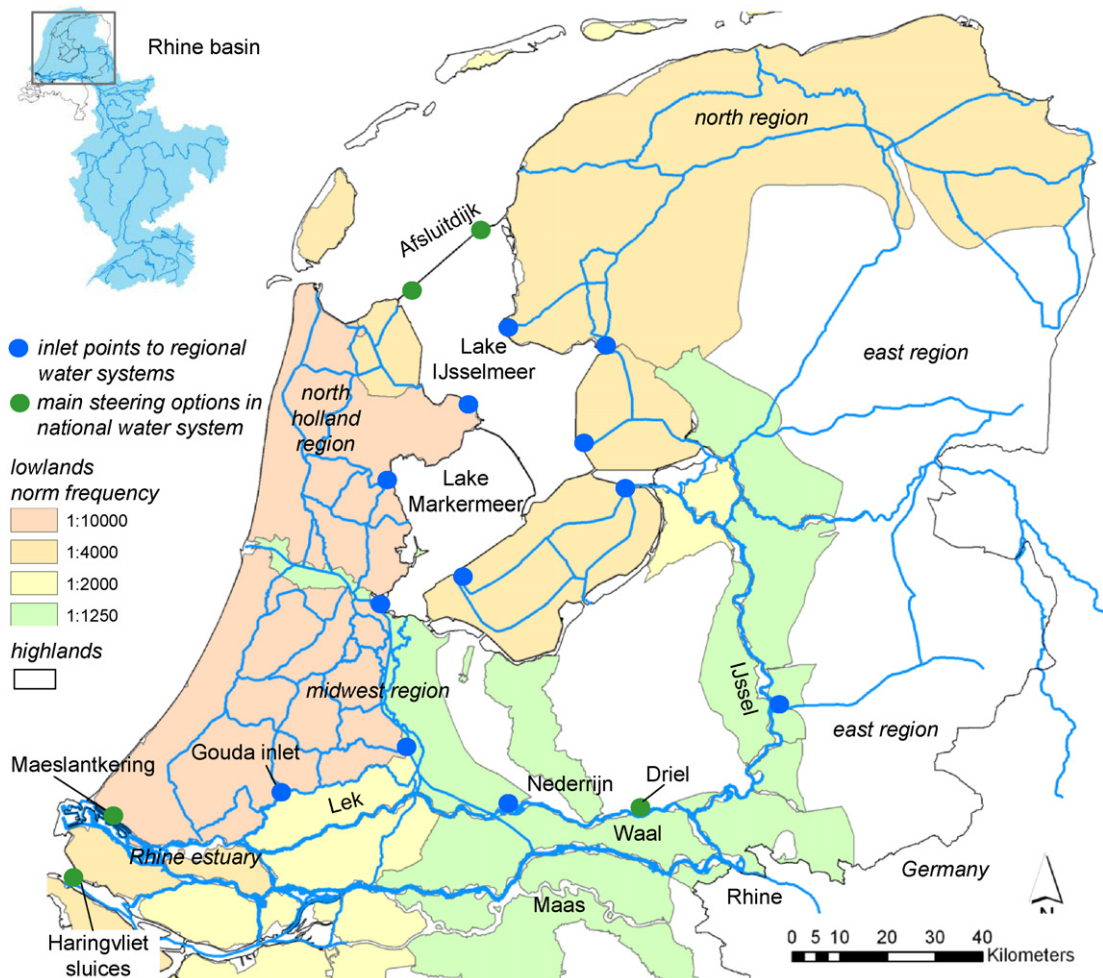 Rhine basin
north region
Afsluitdijk
inlet points to regional
water systems
main steering options in
national water system
lowlands
norm frequency
1:10000
1:4000
1:2000
1:1250
highlands
Lake
IJsselmeer
east region
north
holland
region
Lake
Markermeer
midwest region
IJssel
east region
Maeslantkering
Gouda inlet
Nederrijn
Driel
Lek
Waal
Rhine estuary
Germany
Rhine
Maas
Haringvliet
sluices
N
0 5 10 20 30 40
Kilometers